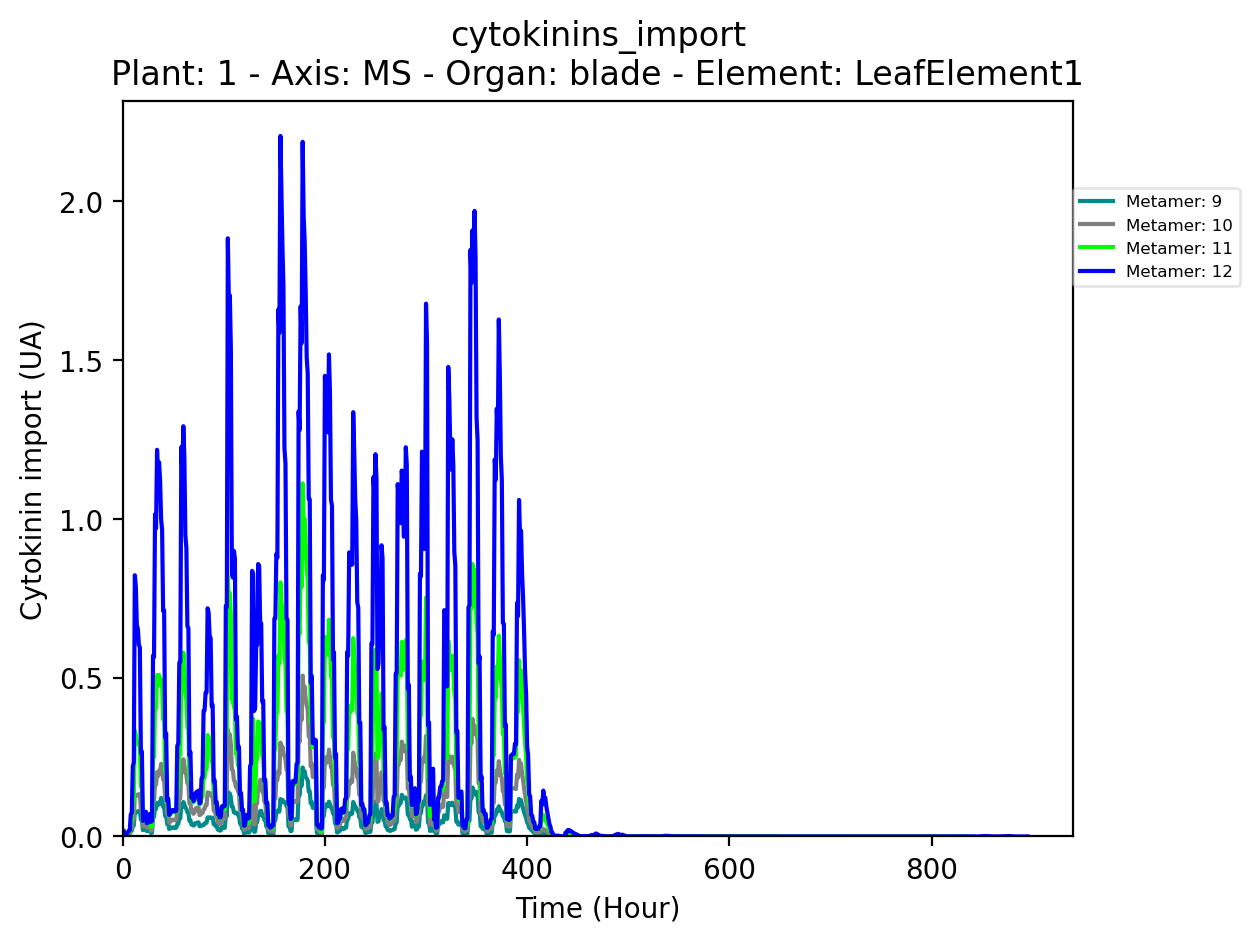 cytokinins_import
Plant: 1 - Axis: MS - Organ: blade - Element: LeafElement1
2.0
1.5
1.0
0.5
0.0
Cytokinin import (UA)
0 200 400 600 800
Time (Hour)
Metamer: 9
Metamer: 10
Metamer: 11
Metamer: 12